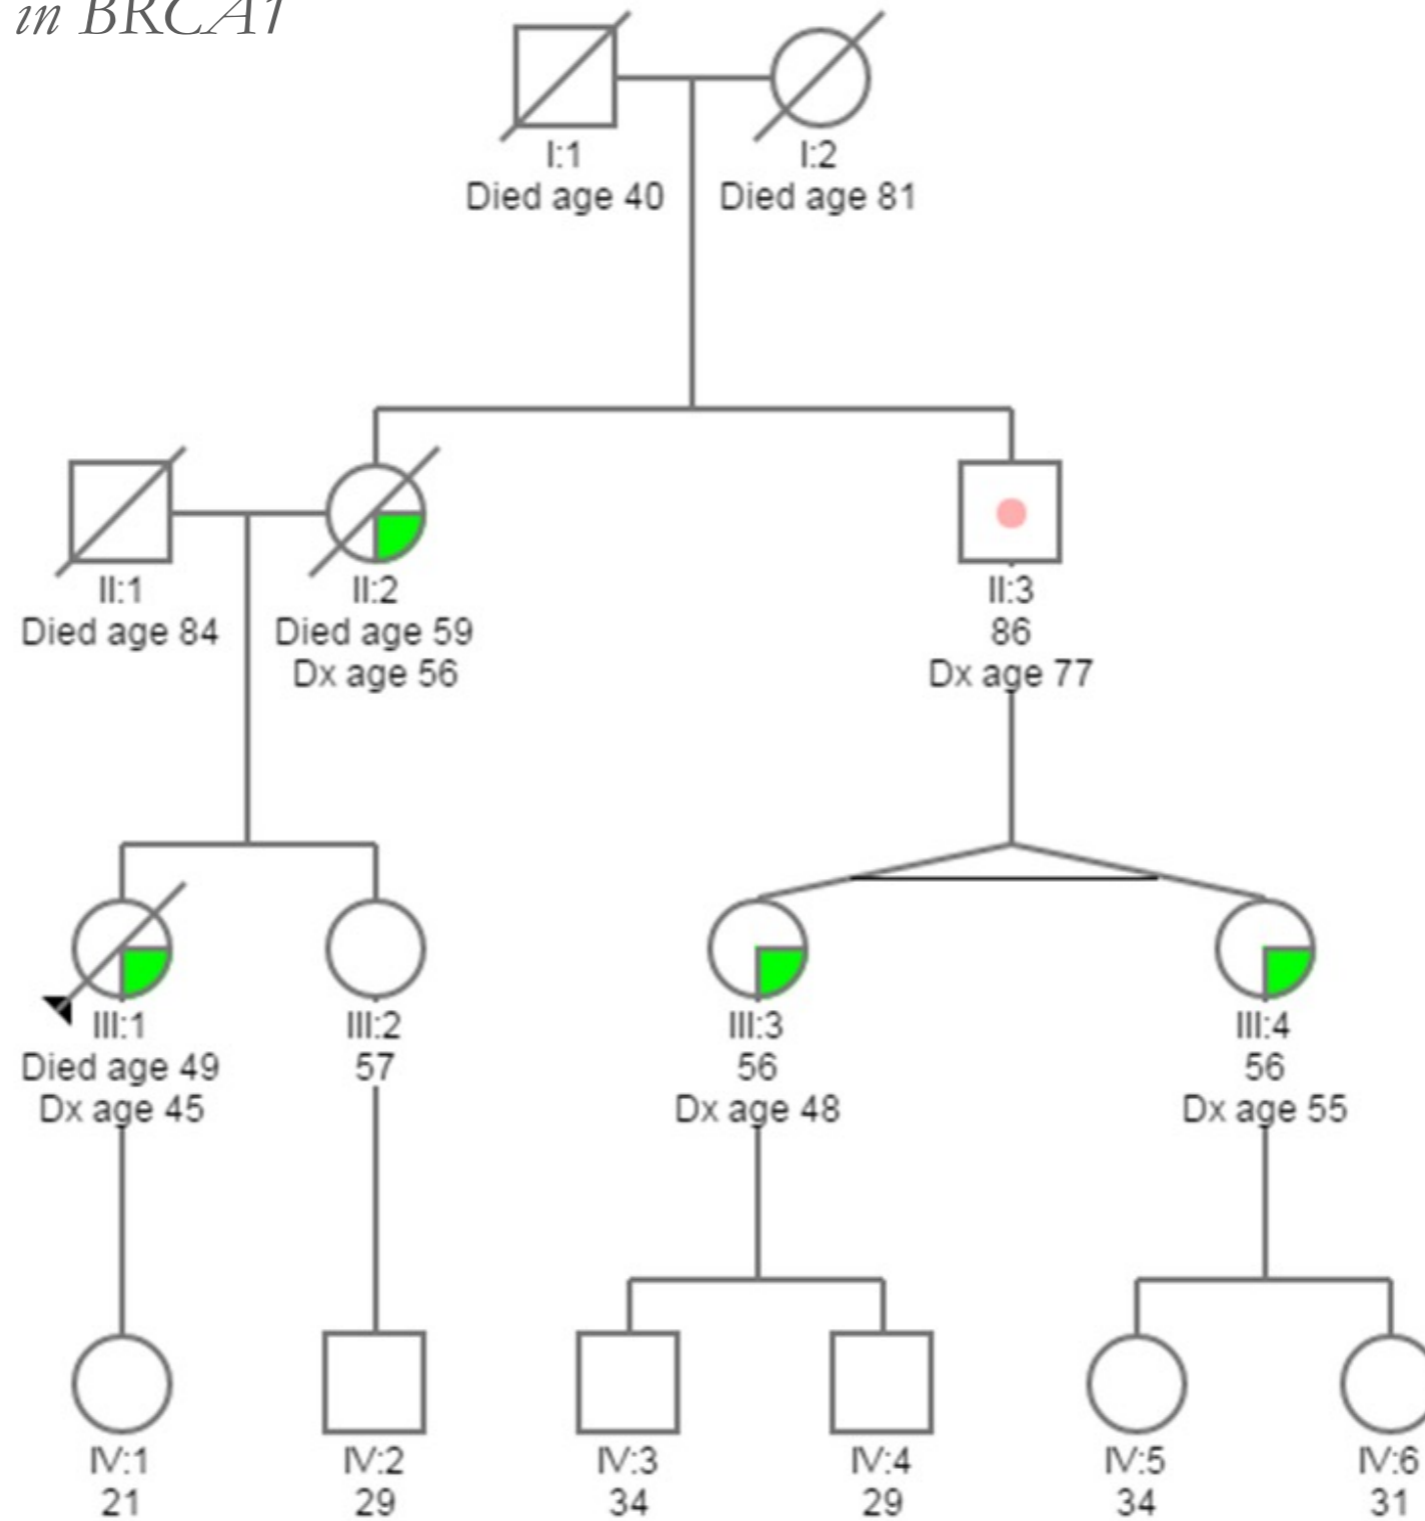 in BRCA1
I:1
Died age 40
I:2
Died age 81
II:1
Died age 84
II:2
Died age 59
Dx age 56
II:3
86
Dx age 77
III:1
Died age 49
Dx age 45
III:2
57
III:3
56
Dx age 48
III:4
56
Dx age 55
IV:1
21
IV:2
29
IV:3
34
IV:4
29
IV:5
34
IV:6
31